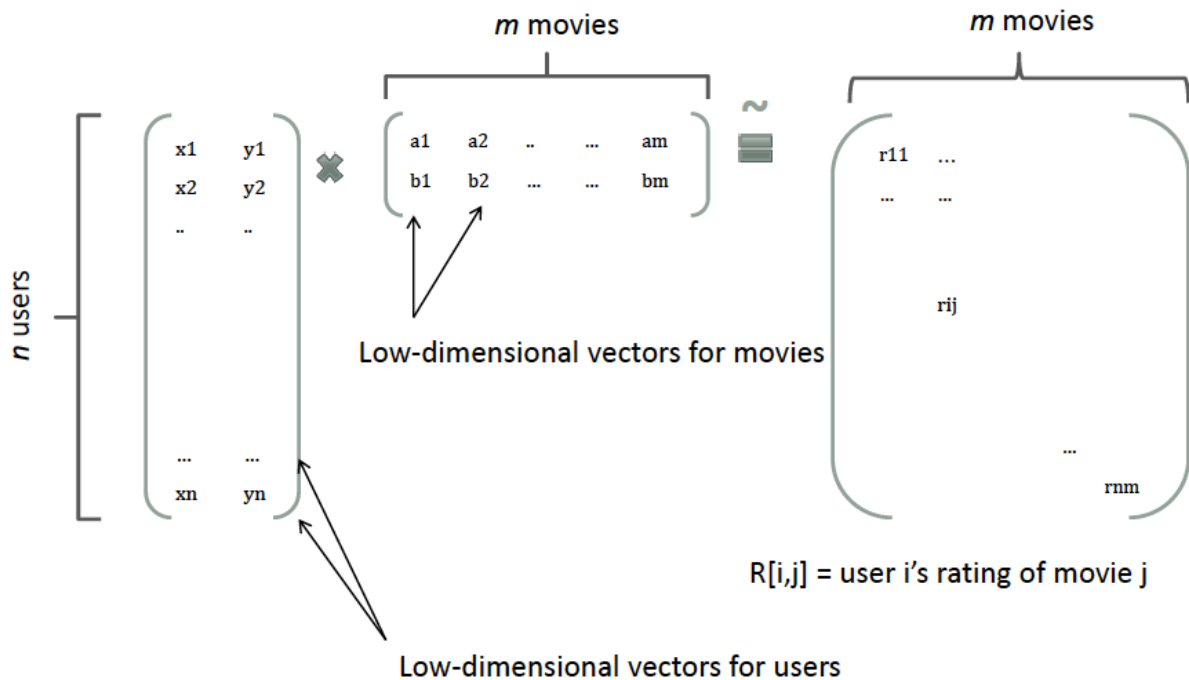 m movies
m movies
n users
x1 y1
x2 y2
.. ..
... ...
xn yn
×
a1 a2 .. ... am
b1 b2 ... ... bm
~
=
r11 ...
... ...
rij
...
rnm
Low-dimensional vectors for movies
R[i,j] = user i’s rating of movie j
Low-dimensional vectors for users